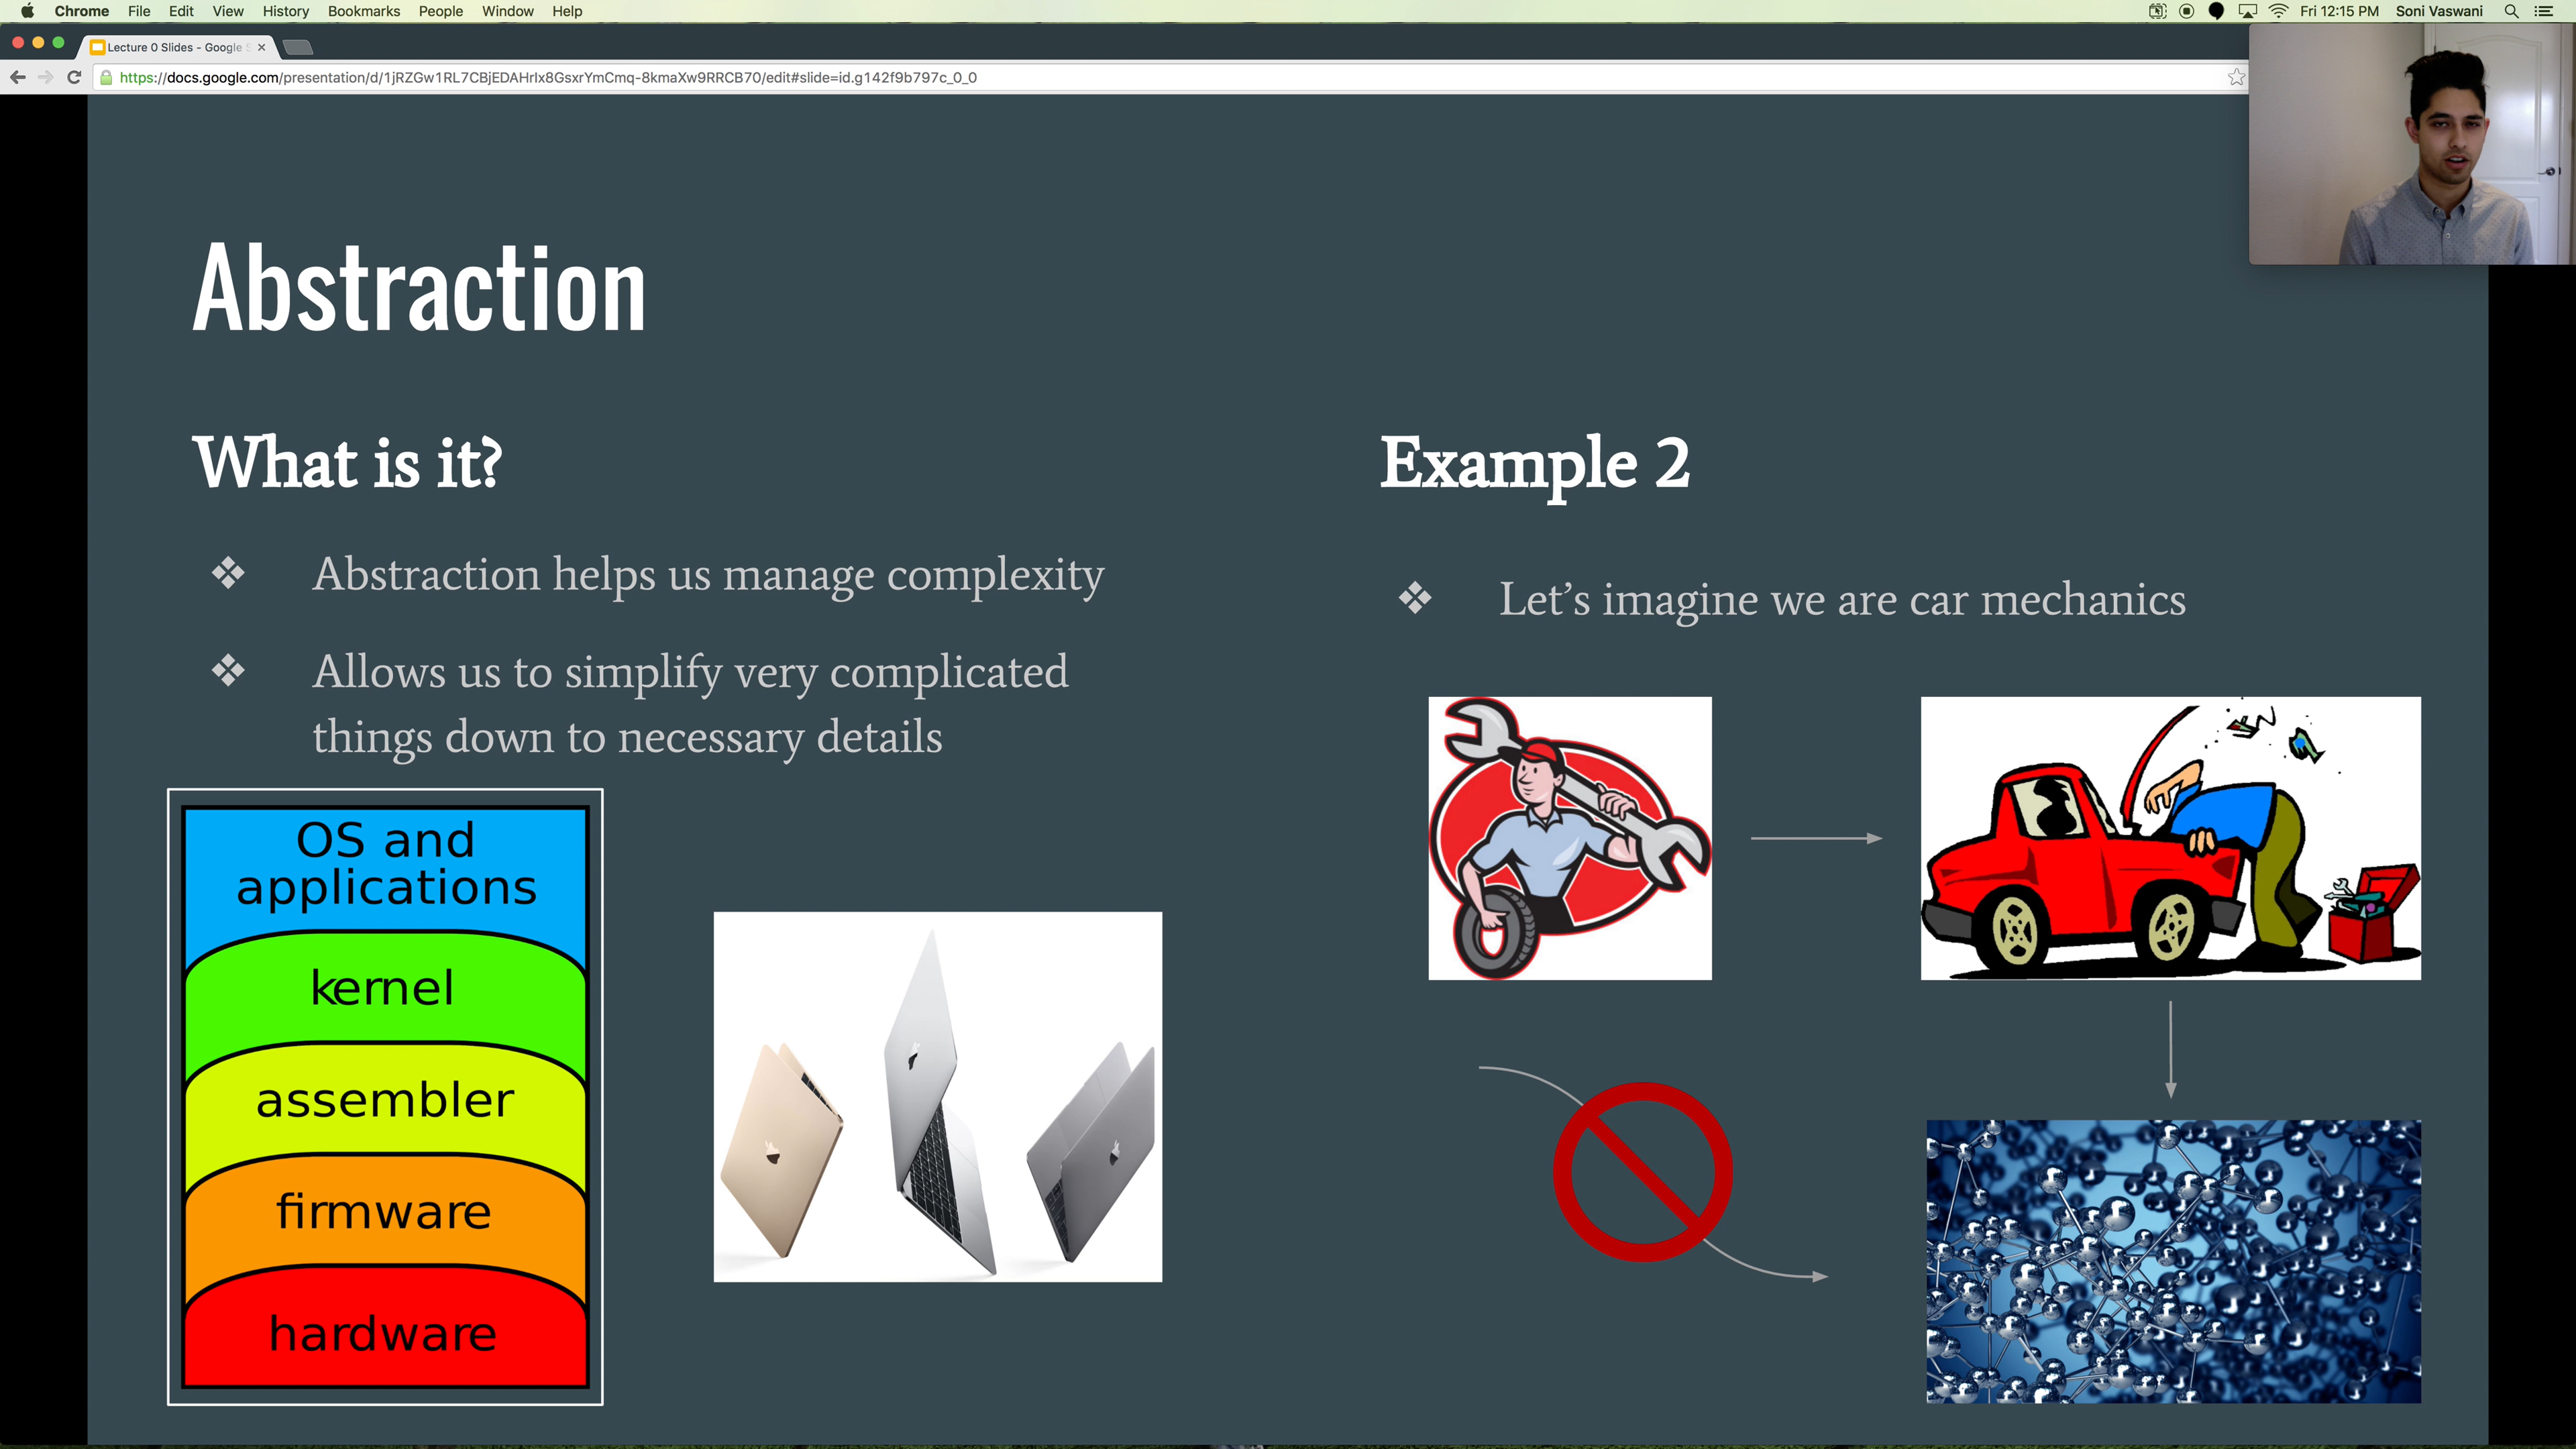 Chrome File Edit View History Bookmarks People Window Help Fri 12:15 PM Soni Vaswani
Lecture 0 Slides - Google S
https://docs.google.com/presentation/d/1jRZGw1RL7CBjEDAHrIx8GsxrYmCmq-8kmaXw9RRCB70/edit#slide=id.g142f9b797c_0_0
Abstraction
What is it?
❖ Abstraction helps us manage complexity
❖ Allows us to simplify very complicated
things down to necessary details
OS and
applications
kernel
assembler
firmware
hardware
Example 2
❖ Let’s imagine we are car mechanics